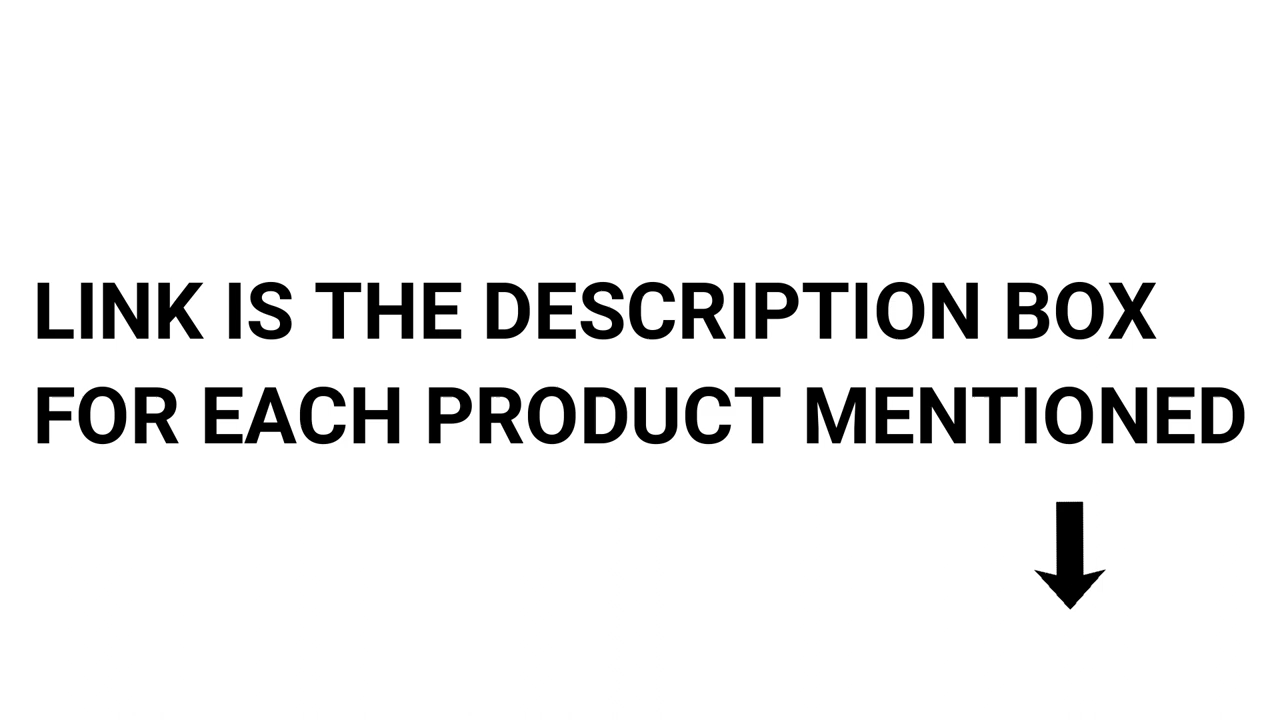 LINK IS THE DESCRIPTION BOX
FOR EACH PRODUCT MENTIONED